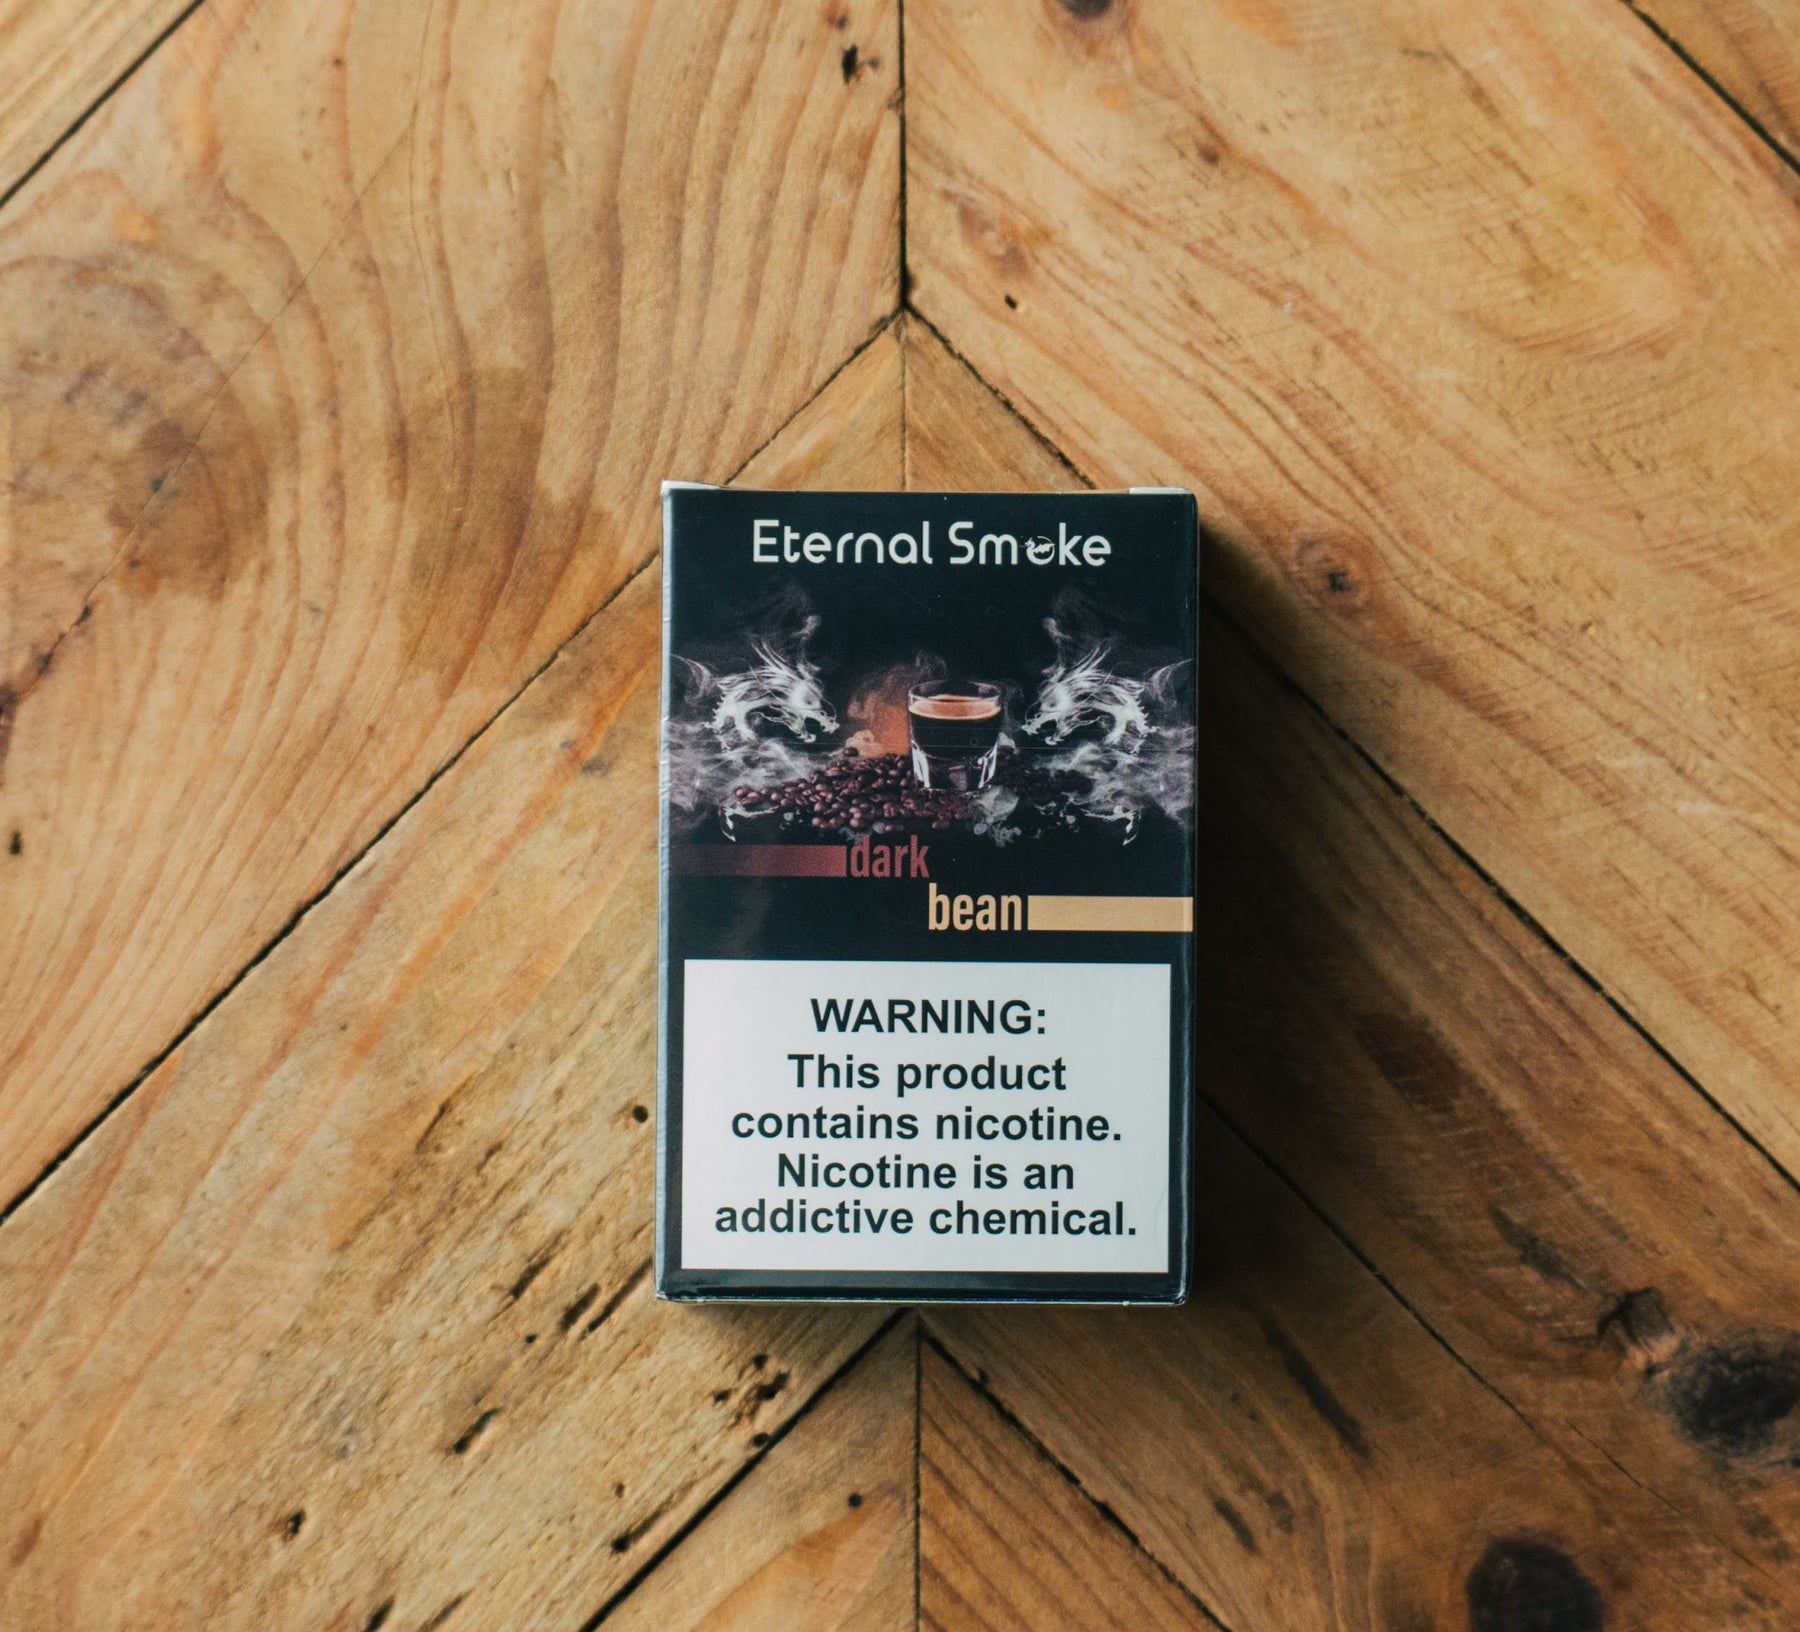 Eternal Smoke
dark
bean
WARNING:
This product
contains nicotine.
Nicotine is an
addictive chemical.